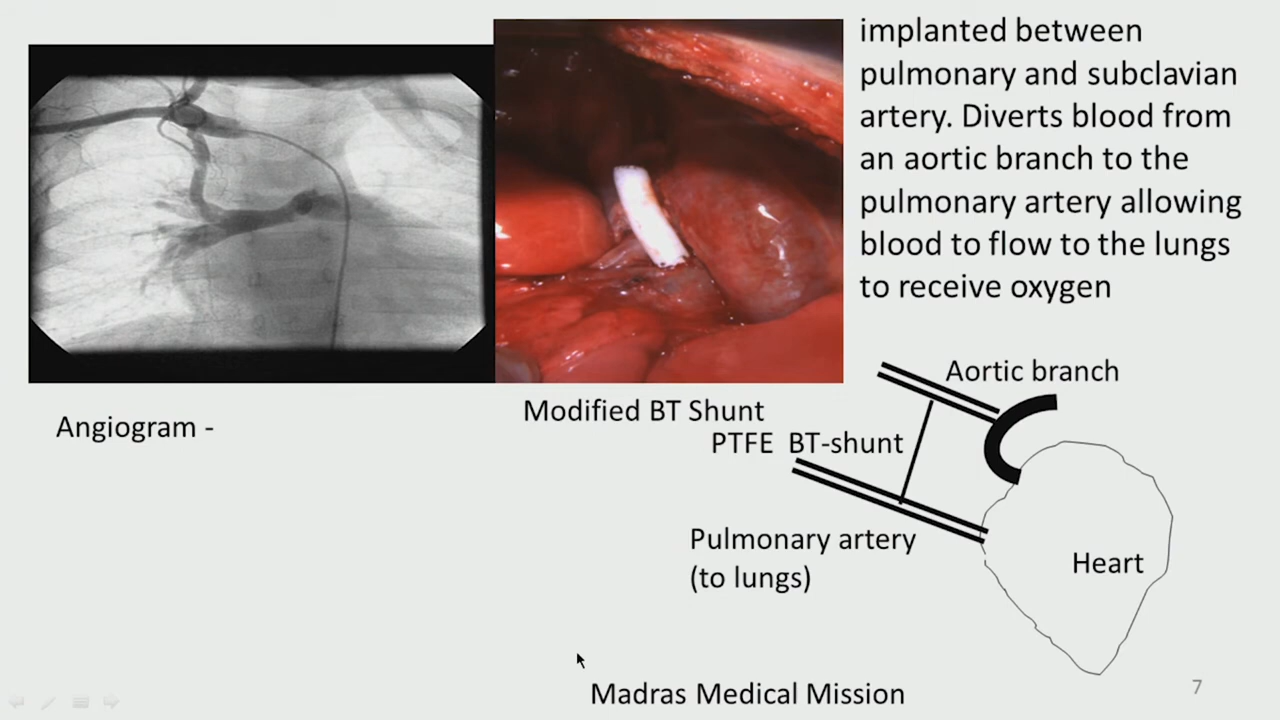 implanted between
pulmonary and subclavian
artery. Diverts blood from
an aortic branch to the
pulmonary artery allowing
blood to flow to the lungs
to receive oxygen
Aortic branch
Modified BT Shunt
Angiogram -
PTFE BT-shunt
Pulmonary artery
(to lungs)
Heart
Madras Medical Mission
7